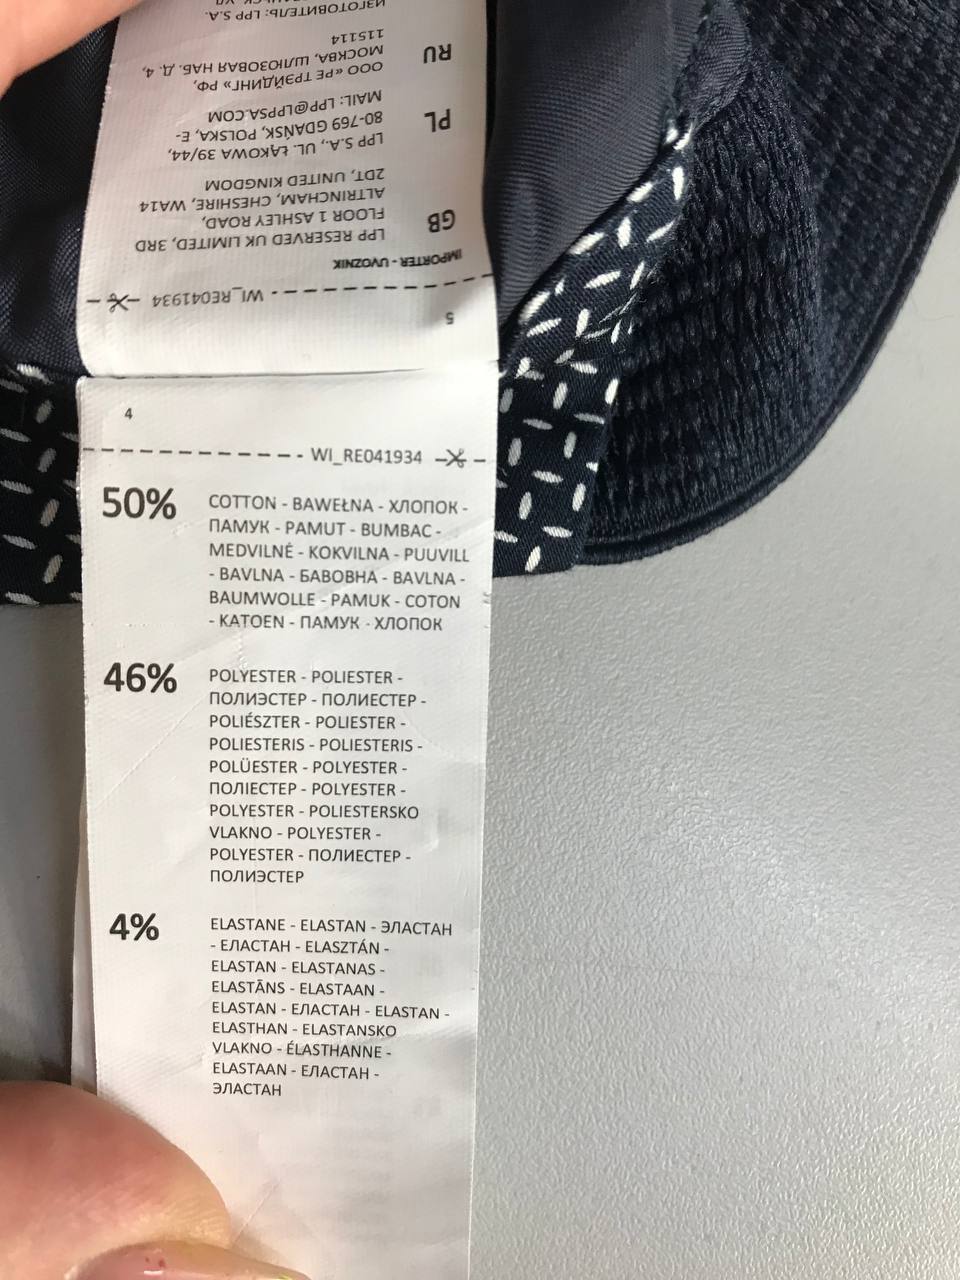 4
WI_RE041934
50% COTTON - BAWEŁNA - ХЛОПОК -
ПАМУК - PAMUT - BUMBAC -
MEDVILNĖ - KOKVILNA - PUUVILL
- BAVLNA - БАВОВНА - BAVLNA -
BAUMWOLLE - PAMUK - COTON
- KATOEN - ПАМУК - ХЛОПОК
46% POLYESTER - POLIESTER -
ПОЛИЭСТЕР - ПОЛИЕСТЕР -
POLIÉSZTER - POLIESTER -
POLIESTERIS - POLIESTERIS -
POLÜESTER - POLYESTER -
ПОЛІЕСТЕР - POLYESTER -
POLYESTER - POLIESTERSKO
VLAKNO - POLYESTER -
POLYESTER - ПОЛИЕСТЕР -
ПОЛИЭСТЕР
4% ELASTANE - ELASTAN - ЭЛАСТАН
- ЕЛАСТАН - ELASZTÁN -
ELASTAN - ELASTANAS -
ELASTĀNS - ELASTAAN -
ELASTAN - ЕЛАСТАН - ELASTAN -
ELASTHAN - ELASTANSKO
VLAKNO - ÉLASTHANNE -
ELASTAAN - ЕЛАСТАН -
ЭЛАСТАН
5
WI_RE041934
IMPORTER - UVOZNIK
GB LPP RESERVED UK LIMITED, 3RD
FLOOR 1 ASHLEY ROAD,
ALTRINCHAM, CHESHIRE, WA14
2DT, UNITED KINGDOM
PL LPP S.A., UL. ŁĄKOWA 39/44,
80-769 GDAŃSK, POLSKA, E-
MAIL: LPP@LPPSA.COM
RU ООО «РЕ ТРЭЙДИНГ» РФ,
МОСКВА, ШЛЮЗОВАЯ НАБ. Д. 4,
115114
ИЗГОТОВИТЕЛЬ: LPP S.A.